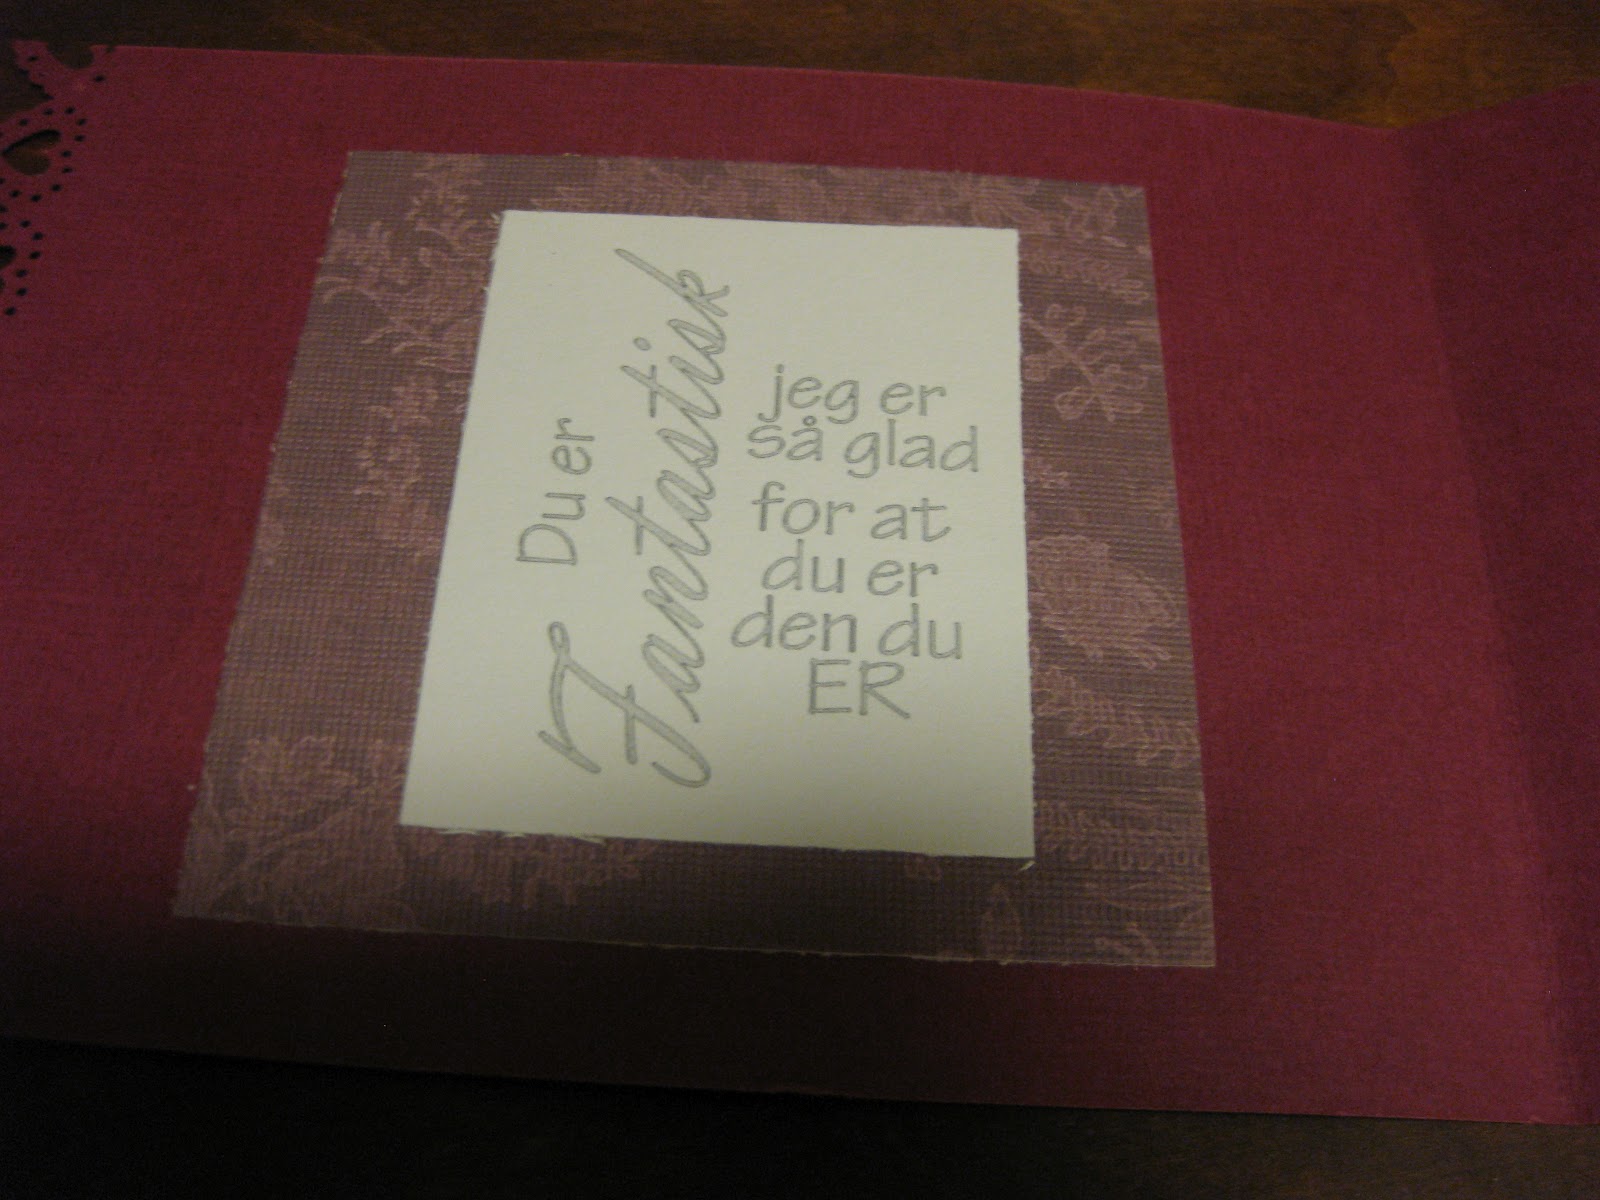 Du er
Fantastisk
jeg er
så glad
for at
du er
den du
ER